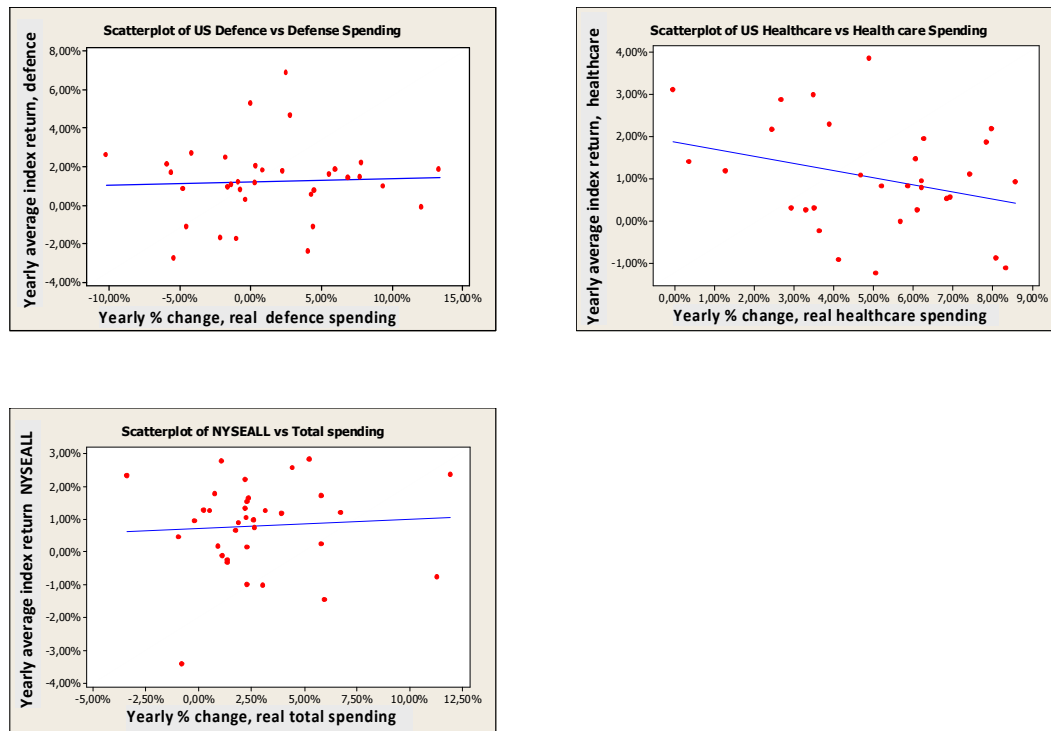 Scatterplot of US Defence vs Defense Spending
Yearly average index return, defence
8,00%
6,00%
4,00%
2,00%
0,00%
-2,00%
-4,00%
-10,00% -5,00% 0,00% 5,00% 10,00% 15,00%
Yearly % change, real defence spending
Scatterplot of US Healthcare vs Health care Spending
Yearly average index return, healthcare
4,00%
3,00%
2,00%
1,00%
0,00%
-1,00%
0,00% 1,00% 2,00% 3,00% 4,00% 5,00% 6,00% 7,00% 8,00% 9,00%
Yearly % change, real healthcare spending
Scatterplot of NYSEALL vs Total spending
Yearly average index return NYSEALL
3,00%
2,00%
1,00%
0,00%
-1,00%
-2,00%
-3,00%
-4,00%
-5,00% -2,50% 0,00% 2,50% 5,00% 7,50% 10,00% 12,50%
Yearly % change, real total spending